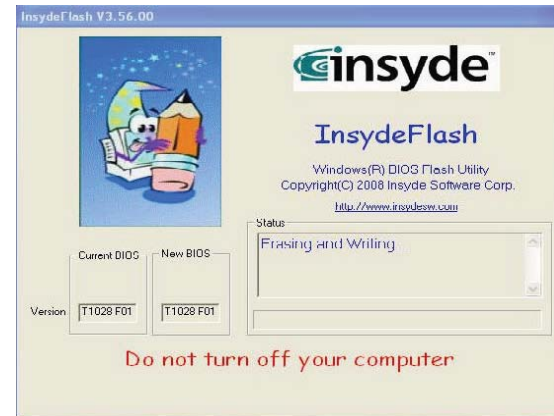 InsydeFlash V3.56.00
insyde™
InsydeFlash
Windows(R) BIOS Flash Utility
Copyright(C) 2008 Insyde Software Corp.
http://www.insydesw.com
Status
Erasing and Writing
Current BIOS
New BIOS
Version
T1028 F01
T1028 F01
Do not turn off your computer